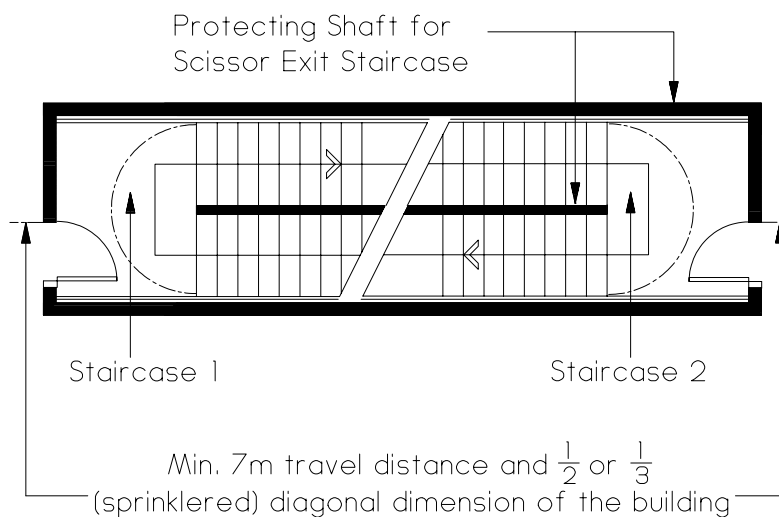 Protecting Shaft for
Scissor Exit Staircase
Staircase 1
Staircase 2
Min. 7m travel distance and 1/2 or 1/3
(sprinklered) diagonal dimension of the building